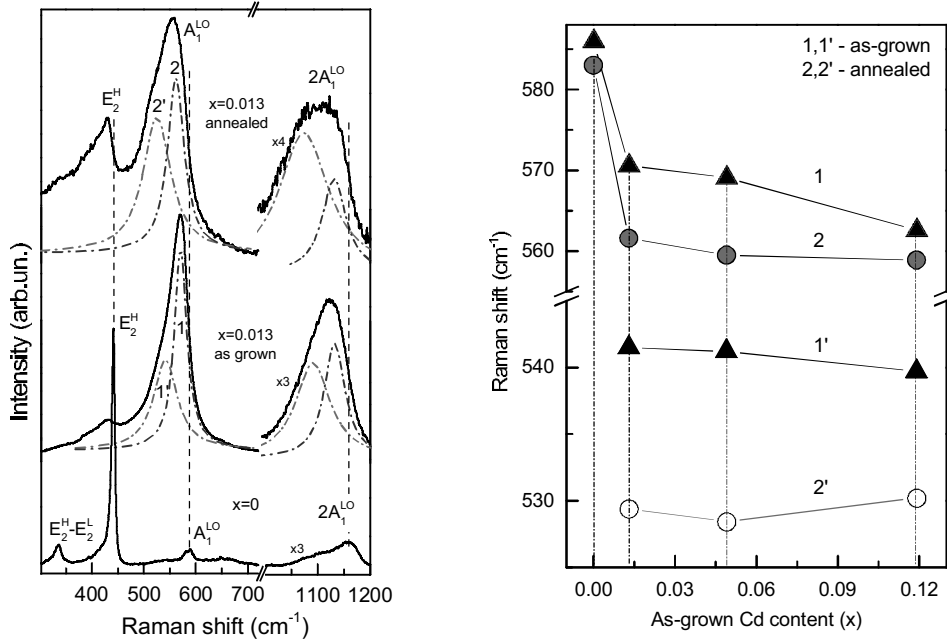 A₁ᴸᴼ
2
2A₁ᴸᴼ
E₂ᴴ
2'
x=0.013
annealed
x4
E₂ᴴ
1
x=0.013
as grown
x3
1'
x=0
E₂ᴴ-E₂ᴸ
A₁ᴸᴼ
2A₁ᴸᴼ
x3
400 500 600 700 1100 1200
Raman shift (cm⁻¹)
Intensity (arb.un.)
1,1' - as-grown
2,2' - annealed
580
570
560
540
530
1
2
1'
2'
0.00 0.03 0.06 0.09 0.12
As-grown Cd content (x)
Raman shift (cm⁻¹)